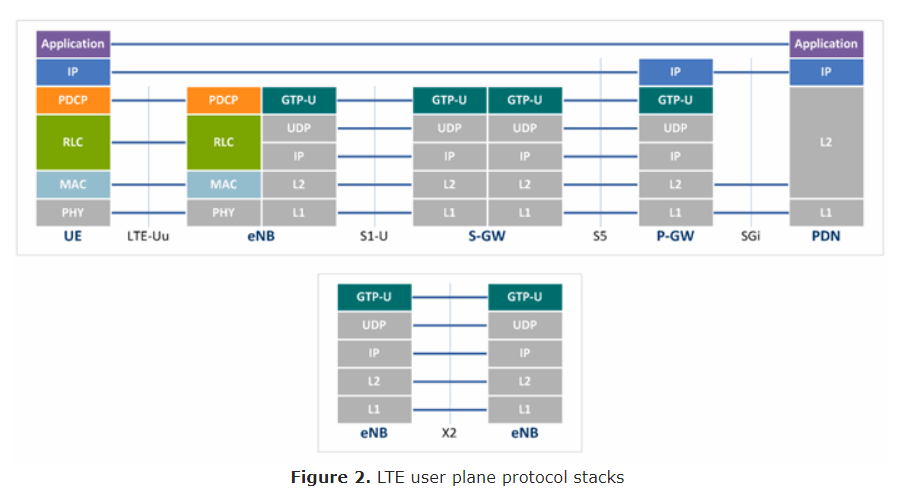 Application Application
IP IP IP
PDCP PDCP GTP-U GTP-U GTP-U GTP-U
UDP UDP UDP UDP
RLC RLC L2
IP IP IP IP
MAC MAC L2 L2 L2 L2
PHY PHY L1 L1 L1 L1 L1
UE LTE-Uu eNB S1-U S-GW S5 P-GW SGi PDN
GTP-U GTP-U
UDP UDP
IP IP
L2 L2
L1 L1
eNB X2 eNB
Figure 2. LTE user plane protocol stacks